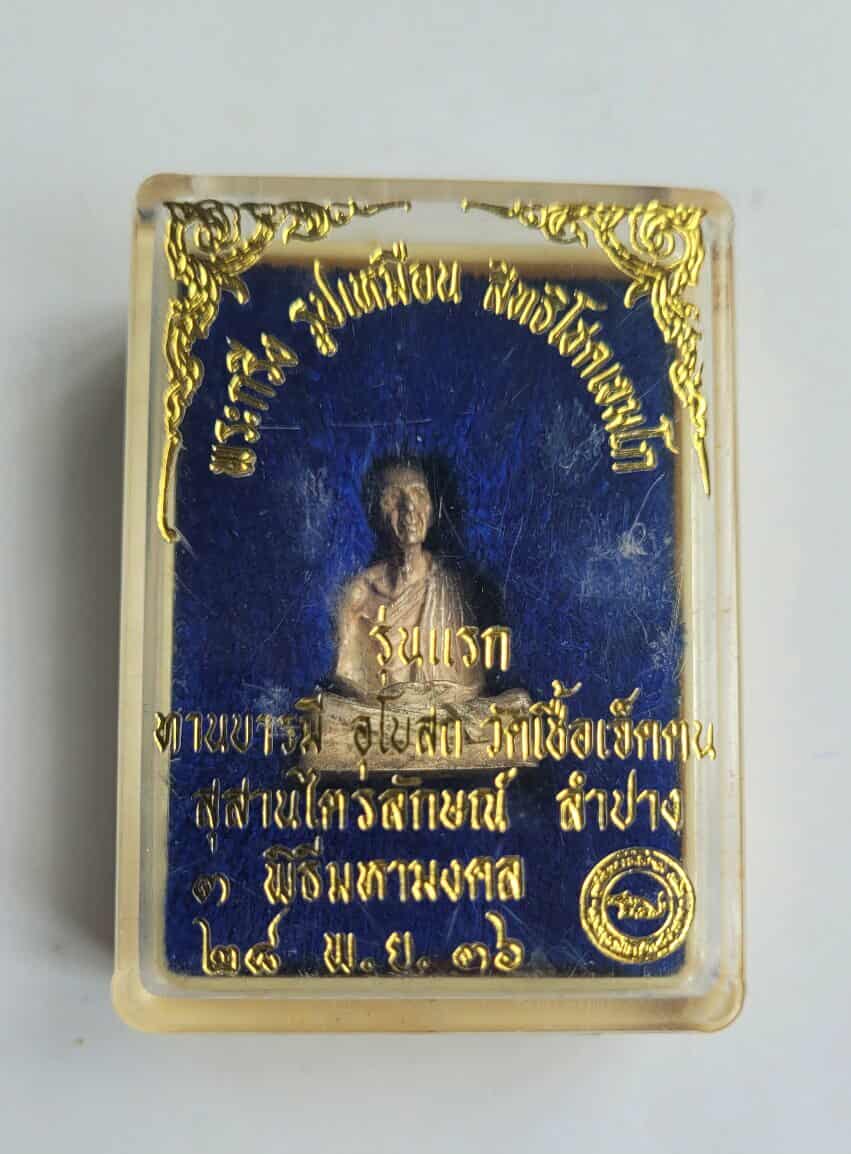 พระกริ่ง รูปเหมือน สิทธิโชคเขมโก
รุ่นแรก
ทานบารมี อุโบสถ วัดเชื้อเจ็ดตน
สุสานไตรลักษณ์ ลำปาง
๓ พิธีมหามงคล
๒๘ พ.ย. ๓๖